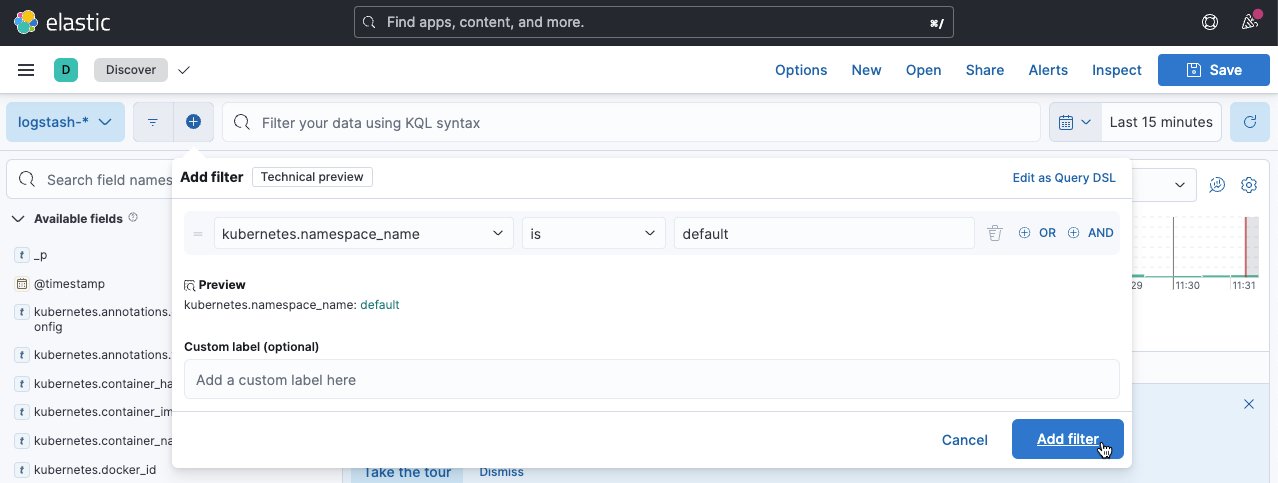 elastic
Find apps, content, and more.
⌘/
D
Discover
Options
New
Open
Share
Alerts
Inspect
Save
logstash-*
Filter your data using KQL syntax
Last 15 minutes
Search field names
Add filter
Technical preview
Edit as Query DSL
Available fields
kubernetes.namespace_name
is
default
OR
AND
t _p
@timestamp
t kubernetes.annotations.
onfig
t kubernetes.annotations.
t kubernetes.container_ha
t kubernetes.container_im
t kubernetes.container_na
t kubernetes.docker_id
Preview
kubernetes.namespace_name: default
Custom label (optional)
Add a custom label here
Cancel
Add filter
29
11:30
11:31
Take the tour
Dismiss